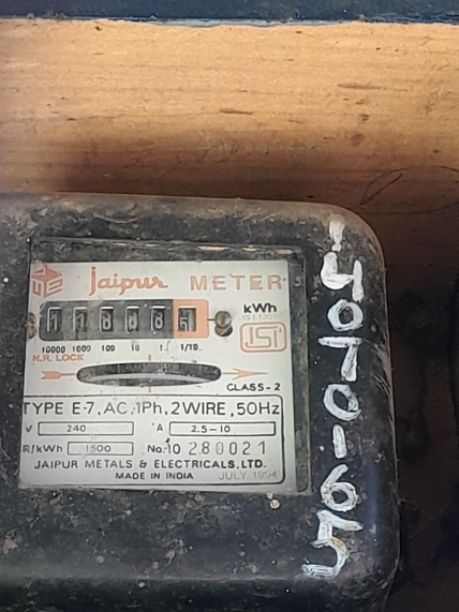 Jaipur METER
kWh
10000 1000 100 10 1 1/10
N.R. LOCK
ISI
CLASS-2
TYPE E-7, AC, 1Ph, 2WIRE, 50Hz
V 240 A 2.5-10
R/kWh 1500 No. 10 280021
JAIPUR METALS & ELECTRICALS, LTD.
MADE IN INDIA JULY 1994
14070165